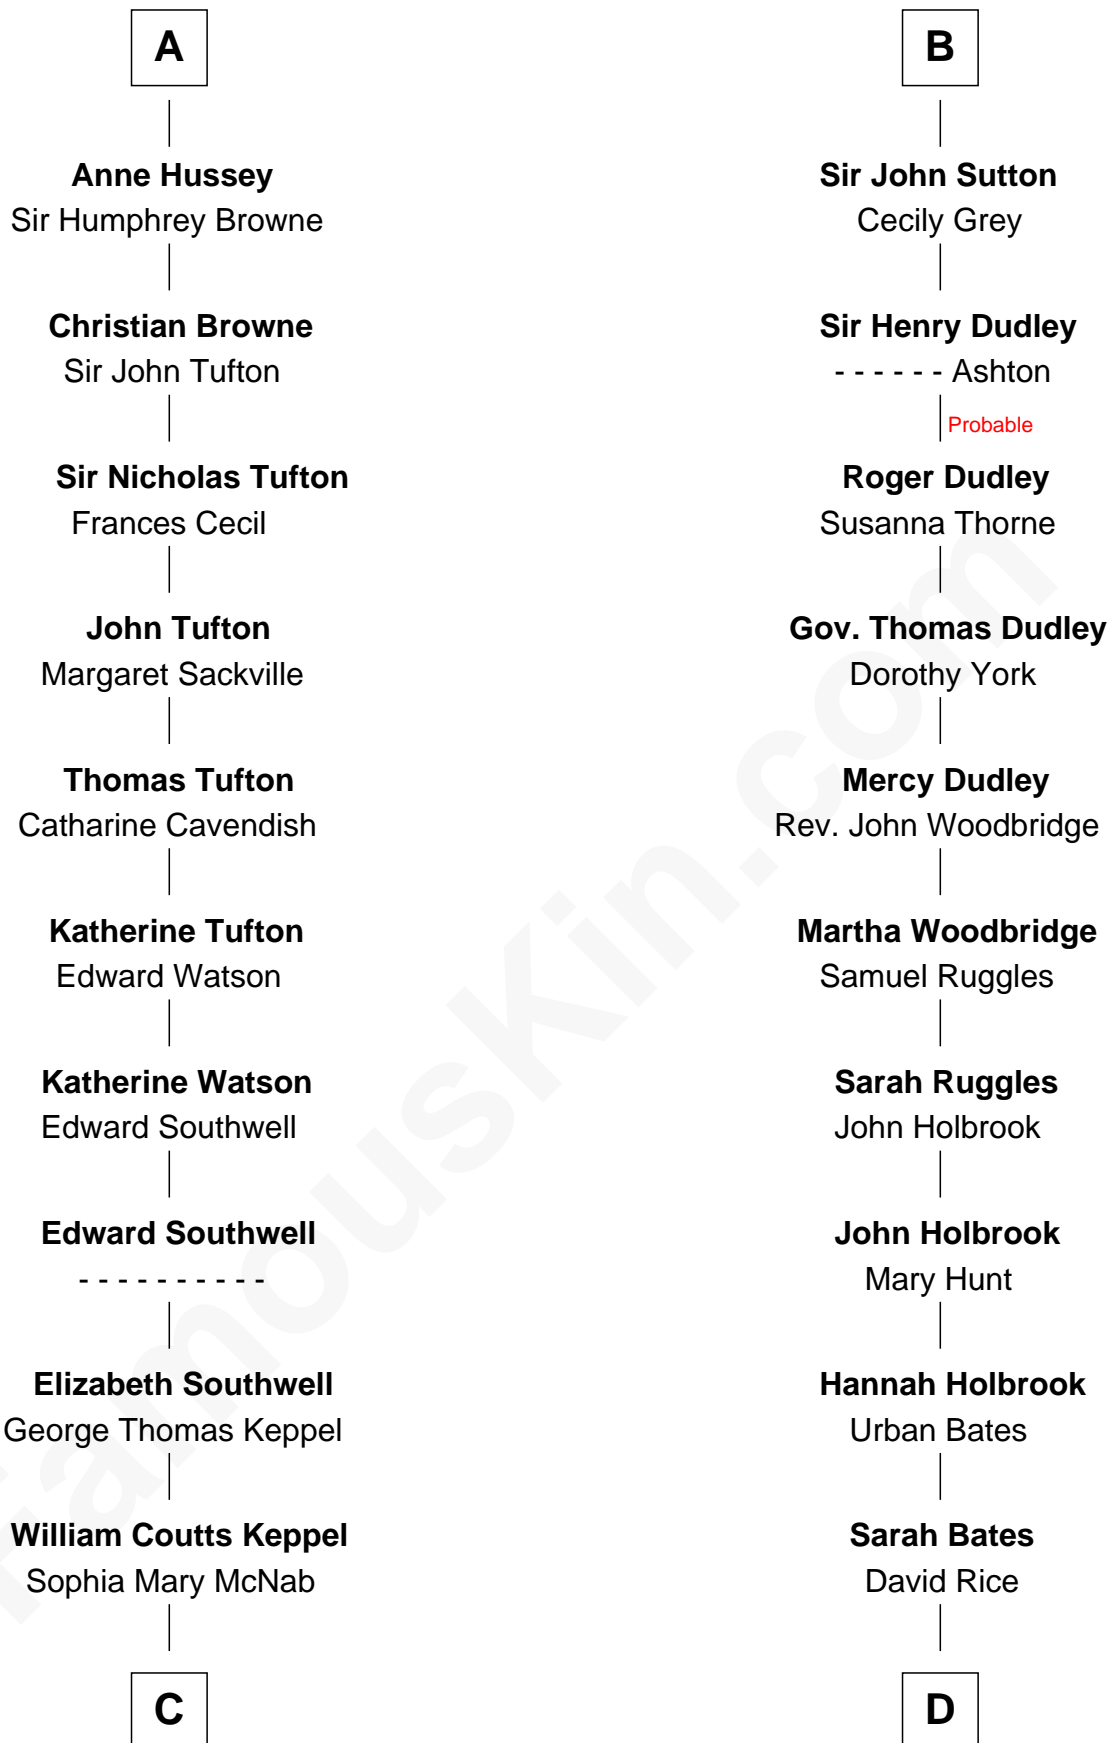 A
Anne Hussey
Sir Humphrey Browne
Christian Browne
Sir John Tufton
Sir Nicholas Tufton
Frances Cecil
John Tufton
Margaret Sackville
Thomas Tufton
Catharine Cavendish
Katherine Tufton
Edward Watson
Katherine Watson
Edward Southwell
Edward Southwell
- - - - - - - - - -
Elizabeth Southwell
George Thomas Keppel
William Coutts Keppel
Sophia Mary McNab
C
B
Sir John Sutton
Cecily Grey
Sir Henry Dudley
- - - - - - Ashton
Probable
Roger Dudley
Susanna Thorne
Gov. Thomas Dudley
Dorothy York
Mercy Dudley
Rev. John Woodbridge
Martha Woodbridge
Samuel Ruggles
Sarah Ruggles
John Holbrook
John Holbrook
Mary Hunt
Hannah Holbrook
Urban Bates
Sarah Bates
David Rice
D
FamousKin.com